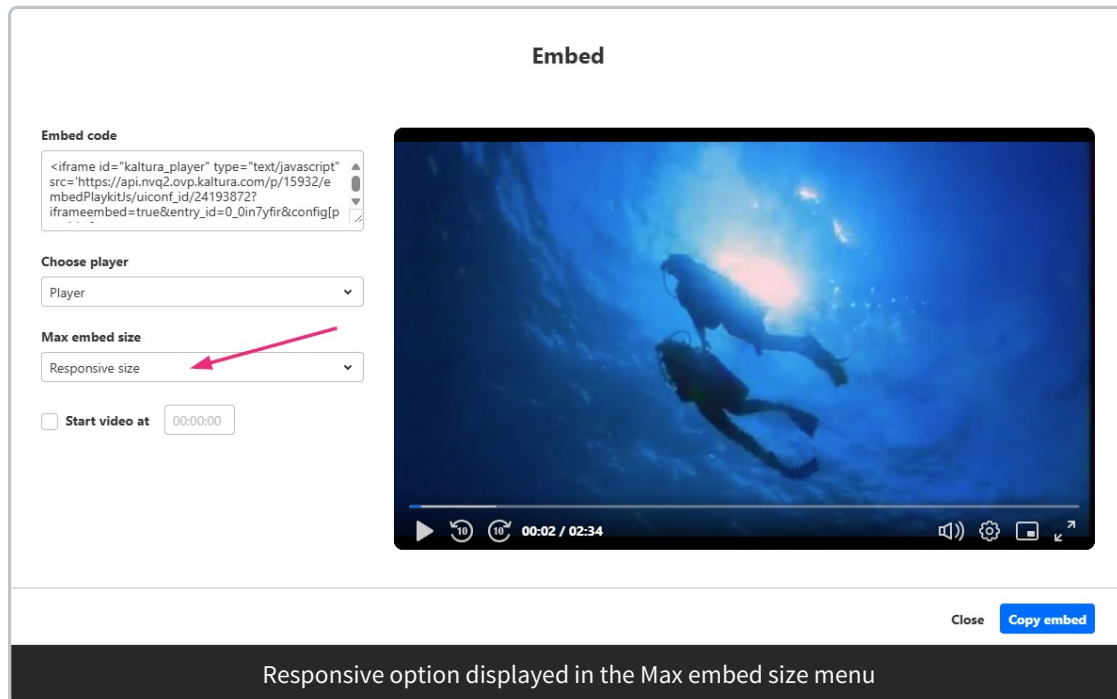 Embed
Embed code
<iframe id="kaltura_player" type="text/javascript"
src='https://api.nvq2.ovp.kaltura.com/p/15932/e
mbedPlaykitJs/uiconf_id/24193872?
iframeembed=true&entry_id=0_0in7yfir&config[p
Choose player
Player
Max embed size
Responsive size
Start video at 00:00:00
10 10 00:02 / 02:34
Close Copy embed
Responsive option displayed in the Max embed size menu